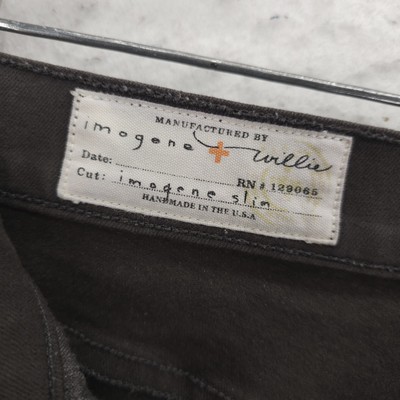 MANUFACTURED BY
imogene + willie
Date:
RN # 129065
Cut: imogene slim
HANDMADE IN THE U.S.A